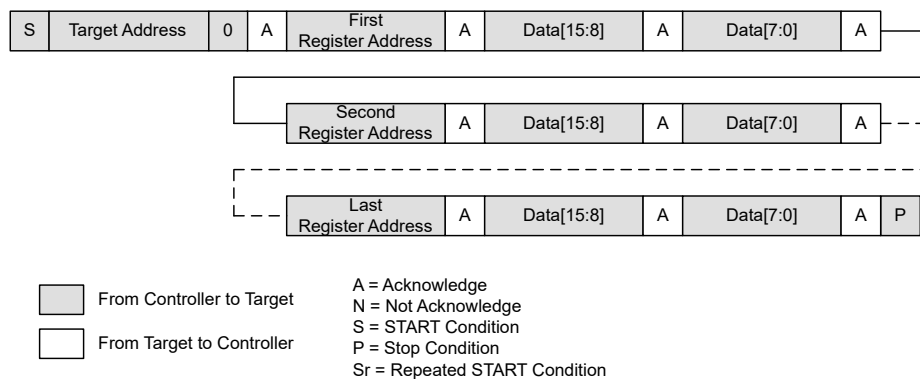 S Target Address 0 A First Register Address A Data[15:8] A Data[7:0] A
Second Register Address A Data[15:8] A Data[7:0] A
Last Register Address A Data[15:8] A Data[7:0] A P
From Controller to Target
From Target to Controller
A = Acknowledge
N = Not Acknowledge
S = START Condition
P = Stop Condition
Sr = Repeated START Condition